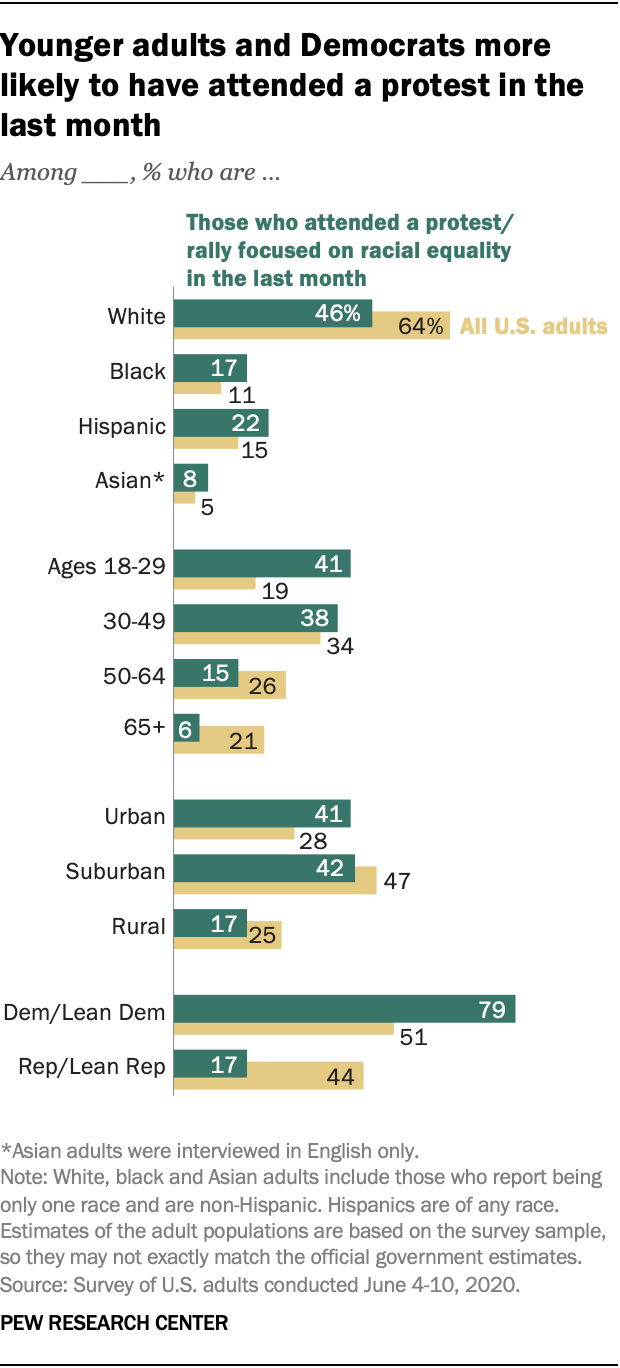 Younger adults and Democrats more
likely to have attended a protest in the
last month
Among ___, % who are ...
Those who attended a protest/
rally focused on racial equality
in the last month
White 46%
64% All U.S. adults
Black 17
11
Hispanic 22
15
Asian* 8
5
Ages 18-29 41
19
30-49 38
34
50-64 15
26
65+ 6
21
Urban 41
28
Suburban 42
47
Rural 17
25
Dem/Lean Dem 79
51
Rep/Lean Rep 17
44
*Asian adults were interviewed in English only.
Note: White, black and Asian adults include those who report being
only one race and are non-Hispanic. Hispanics are of any race.
Estimates of the adult populations are based on the survey sample,
so they may not exactly match the official government estimates.
Source: Survey of U.S. adults conducted June 4-10, 2020.
PEW RESEARCH CENTER